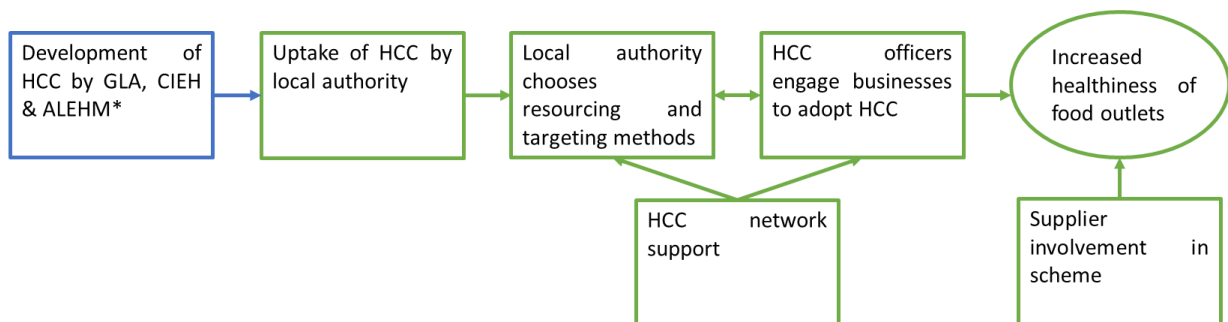 Development of
HCC by GLA, CIEH
& ALEHM*
Uptake of HCC by
local authority
Local authority
chooses
resourcing and
targeting methods
HCC officers
engage businesses
to adopt HCC
Increased
healthiness of
food outlets
HCC network
support
Supplier
involvement in
scheme